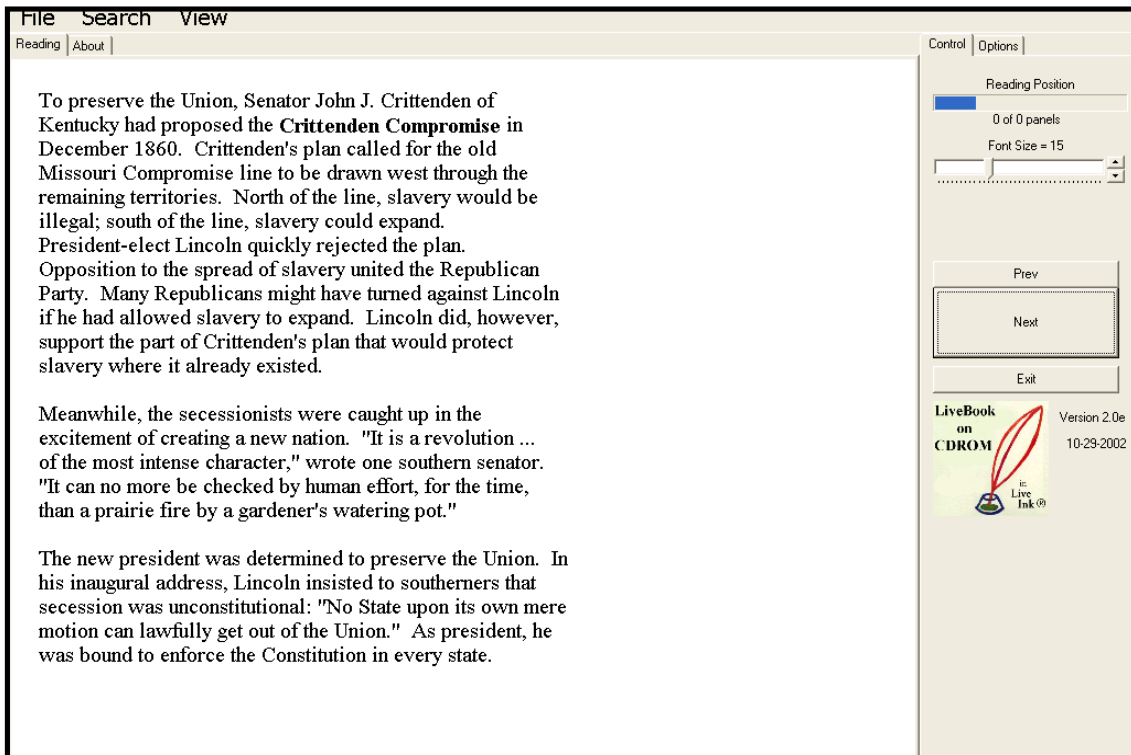 File Search View
Reading About
To preserve the Union, Senator John J. Crittenden of
Kentucky had proposed the Crittenden Compromise in
December 1860.  Crittenden's plan called for the old
Missouri Compromise line to be drawn west through the
remaining territories.  North of the line, slavery would be
illegal; south of the line, slavery could expand.
President-elect Lincoln quickly rejected the plan.
Opposition to the spread of slavery united the Republican
Party.  Many Republicans might have turned against Lincoln
if he had allowed slavery to expand.  Lincoln did, however,
support the part of Crittenden's plan that would protect
slavery where it already existed.
Meanwhile, the secessionists were caught up in the
excitement of creating a new nation.  "It is a revolution ...
of the most intense character," wrote one southern senator.
"It can no more be checked by human effort, for the time,
than a prairie fire by a gardener's watering pot."
The new president was determined to preserve the Union.  In
his inaugural address, Lincoln insisted to southerners that
secession was unconstitutional: "No State upon its own mere
motion can lawfully get out of the Union."  As president, he
was bound to enforce the Constitution in every state.
Control Options
Reading Position
0 of 0 panels
Font Size = 15
Prev
Next
Exit
LiveBook
on
CDROM
in
Live
Ink ®
Version 2.0e
10-29-2002